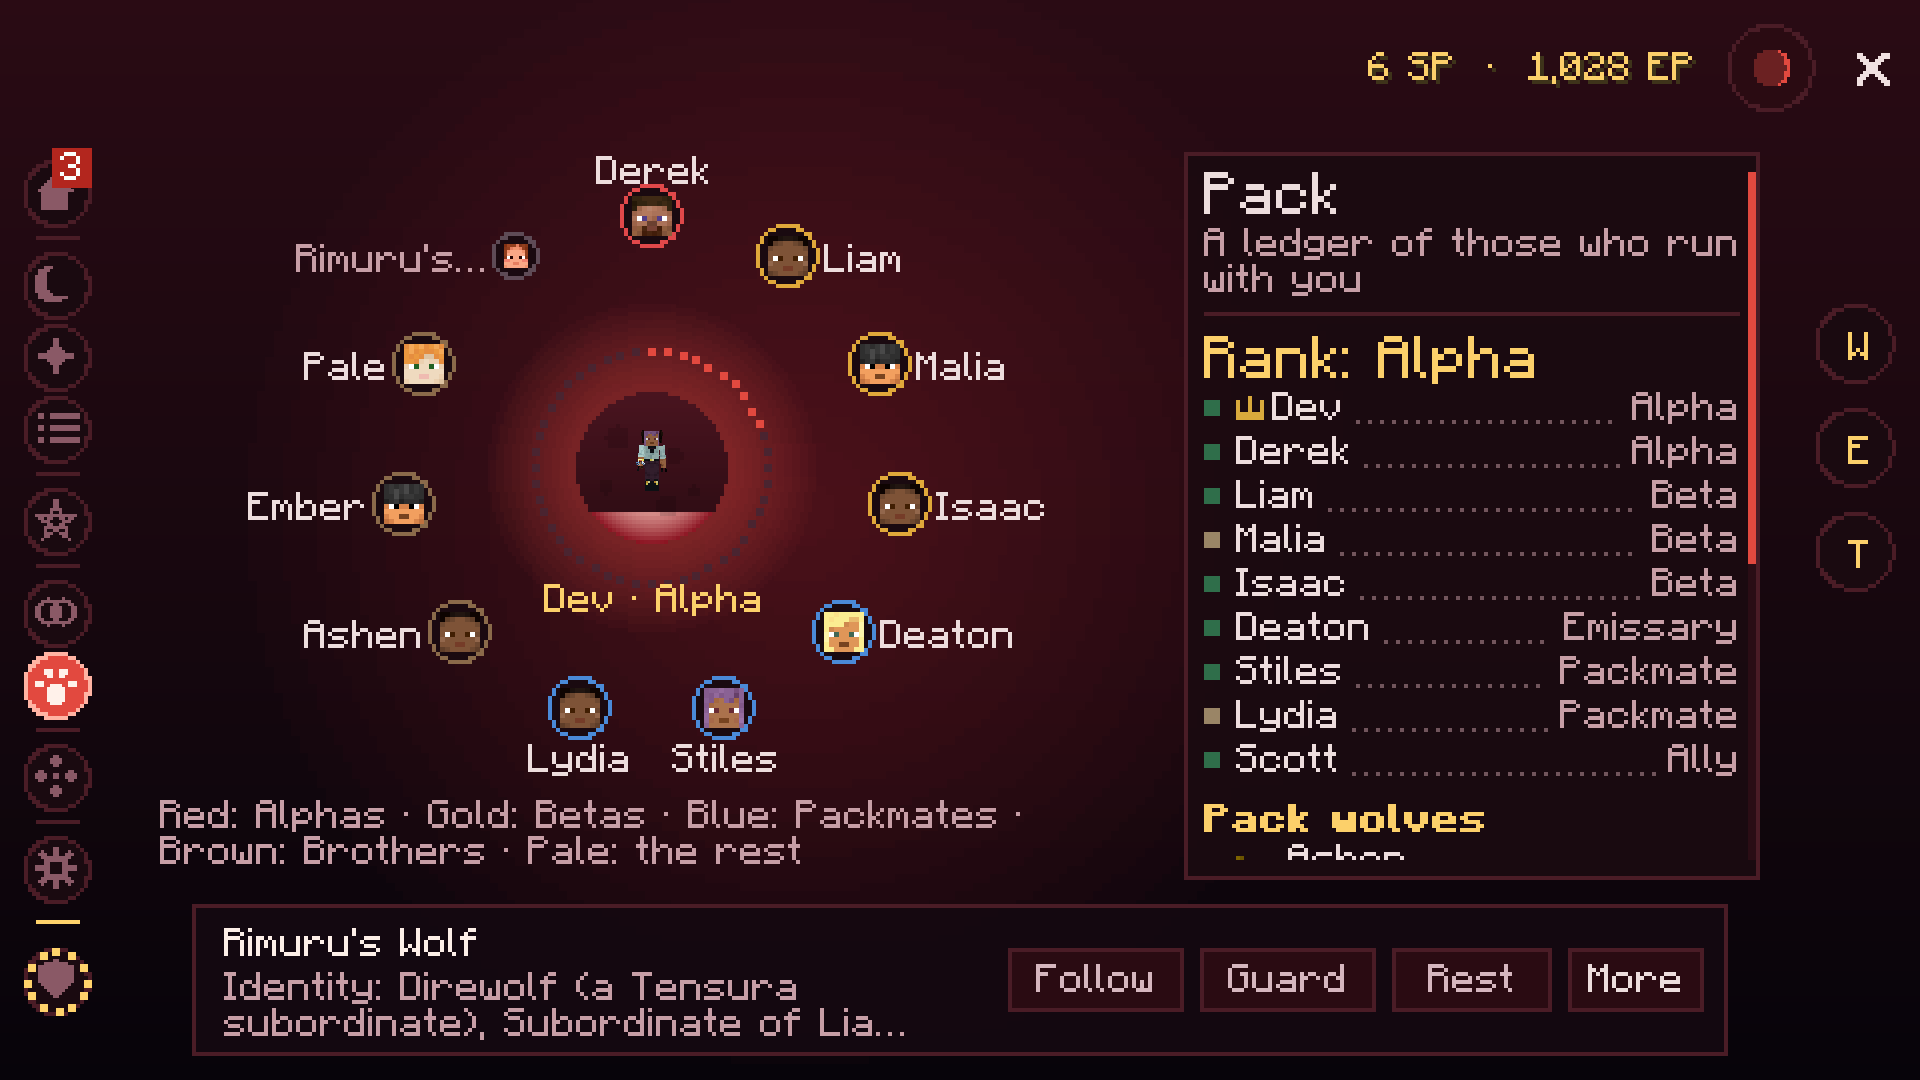 6 SP · 1,028 EP
3
Derek
Rimuru's...
Liam
Pale
Malia
Ember
Isaac
Dev · Alpha
Ashen
Deaton
Lydia
Stiles
Red: Alphas · Gold: Betas · Blue: Packmates ·
Brown: Brothers · Pale: the rest
Pack
A ledger of those who run
with you
Rank: Alpha
Dev Alpha
Derek Alpha
Liam Beta
Malia Beta
Isaac Beta
Deaton Emissary
Stiles Packmate
Lydia Packmate
Scott Ally
Pack wolves
Ashen
W
E
T
Rimuru's Wolf
Identity: Direwolf (a Tensura
subordinate), Subordinate of Lia...
Follow
Guard
Rest
More